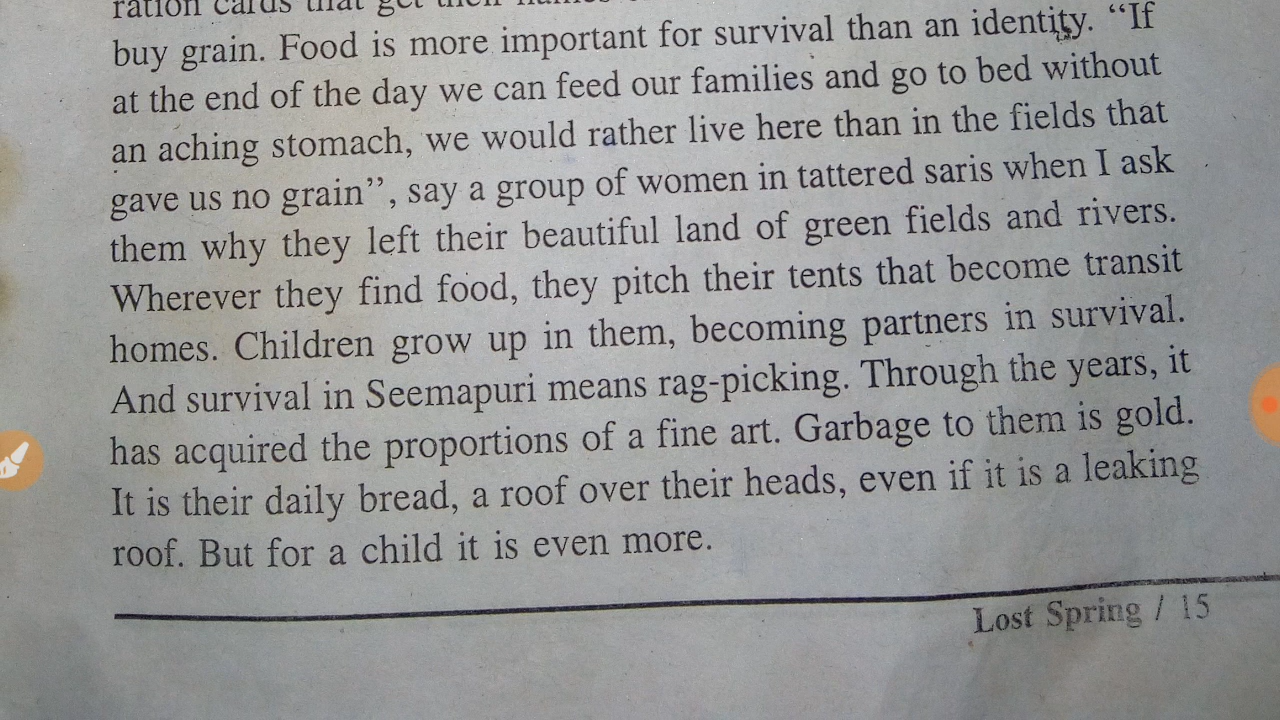 ration cards that get their names
buy grain. Food is more important for survival than an identity. “If
at the end of the day we can feed our families and go to bed without
an aching stomach, we would rather live here than in the fields that
gave us no grain”, say a group of women in tattered saris when I ask
them why they left their beautiful land of green fields and rivers.
Wherever they find food, they pitch their tents that become transit
homes. Children grow up in them, becoming partners in survival.
And survival in Seemapuri means rag-picking. Through the years, it
has acquired the proportions of a fine art. Garbage to them is gold.
It is their daily bread, a roof over their heads, even if it is a leaking
roof. But for a child it is even more.
Lost Spring / 15